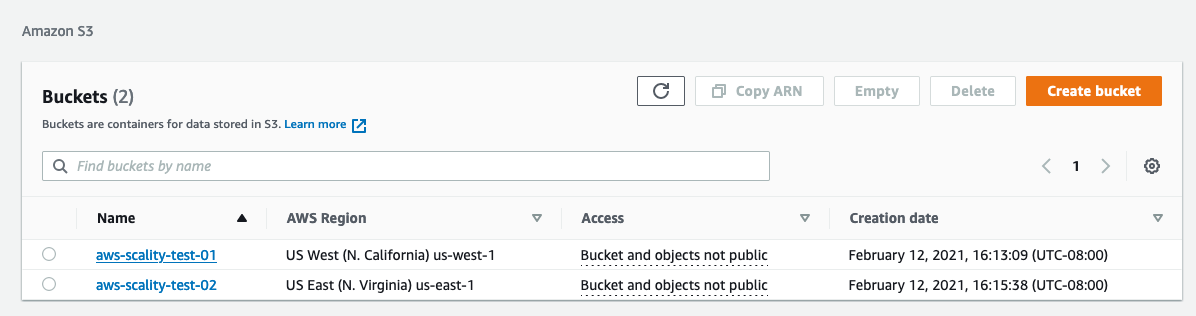 Amazon S3
Buckets (2)
Copy ARN Empty Delete Create bucket
Buckets are containers for data stored in S3. Learn more
Find buckets by name
1
Name AWS Region Access Creation date
aws-scality-test-01 US West (N. California) us-west-1 Bucket and objects not public February 12, 2021, 16:13:09 (UTC-08:00)
aws-scality-test-02 US East (N. Virginia) us-east-1 Bucket and objects not public February 12, 2021, 16:15:38 (UTC-08:00)